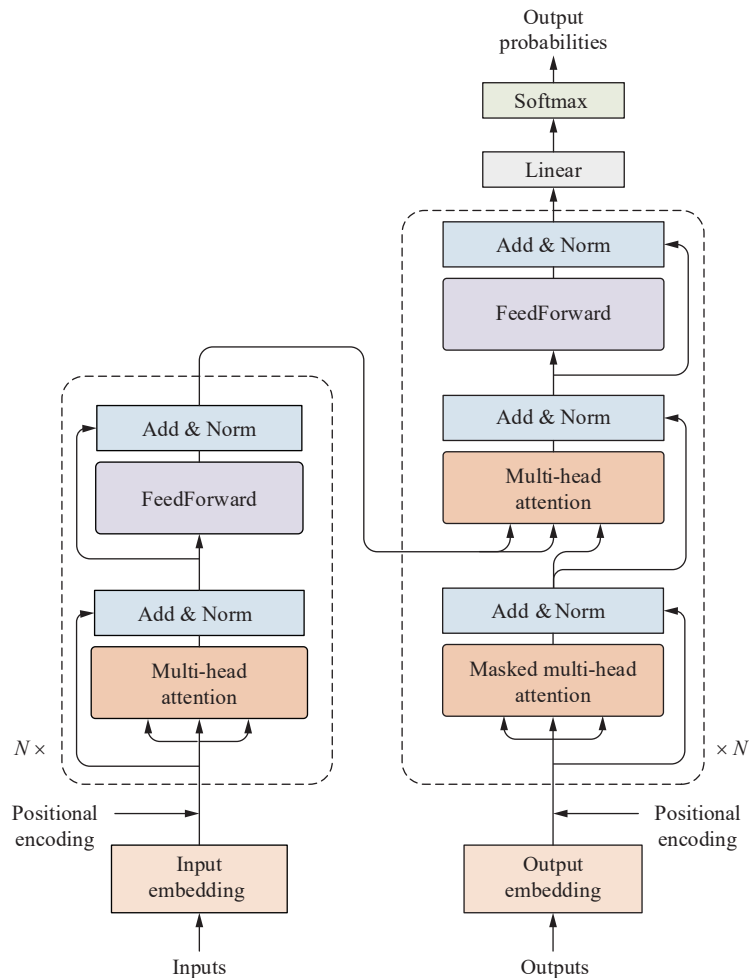 Output
probabilities
Softmax
Linear
Add & Norm
FeedForward
Add & Norm
Multi-head
attention
Add & Norm
Masked multi-head
attention
× N
Positional
encoding
Output
embedding
Outputs
Add & Norm
FeedForward
Add & Norm
Multi-head
attention
N ×
Positional
encoding
Input
embedding
Inputs